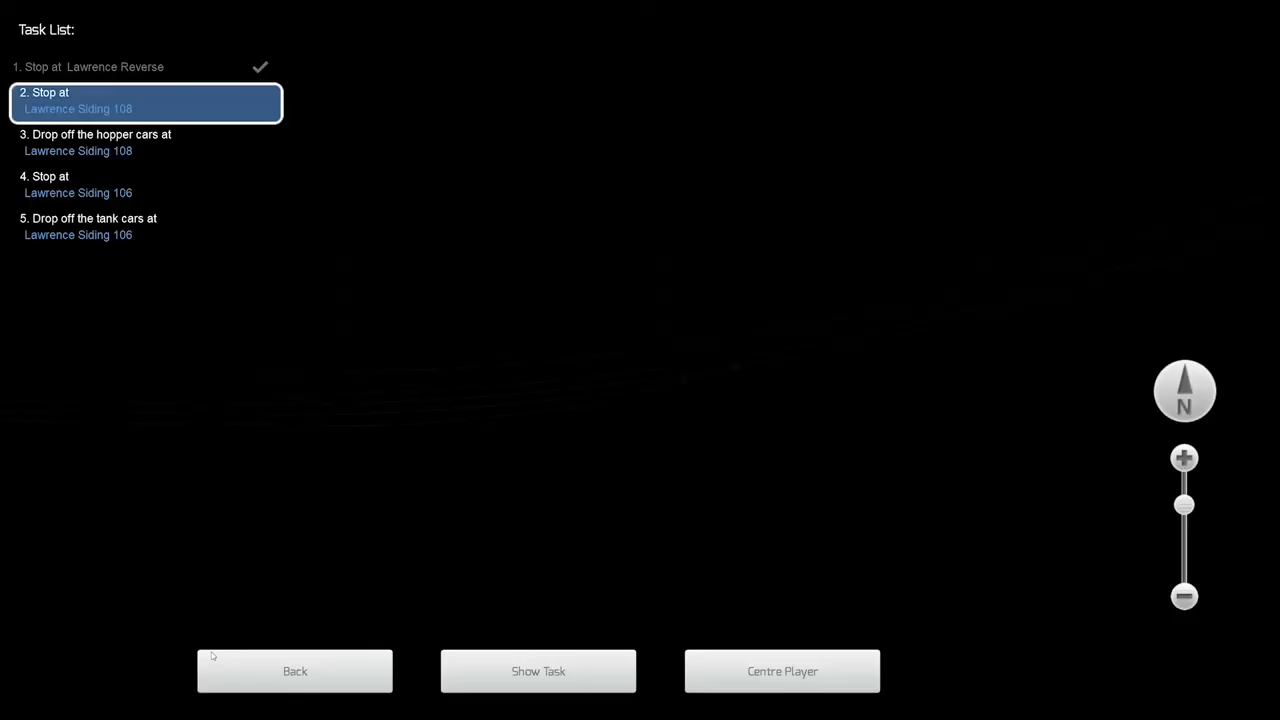 Task List:
1. Stop at  Lawrence Reverse
2. Stop at
Lawrence Siding 108
3. Drop off the hopper cars at
Lawrence Siding 108
4. Stop at
Lawrence Siding 106
5. Drop off the tank cars at
Lawrence Siding 106
N
Back
Show Task
Centre Player